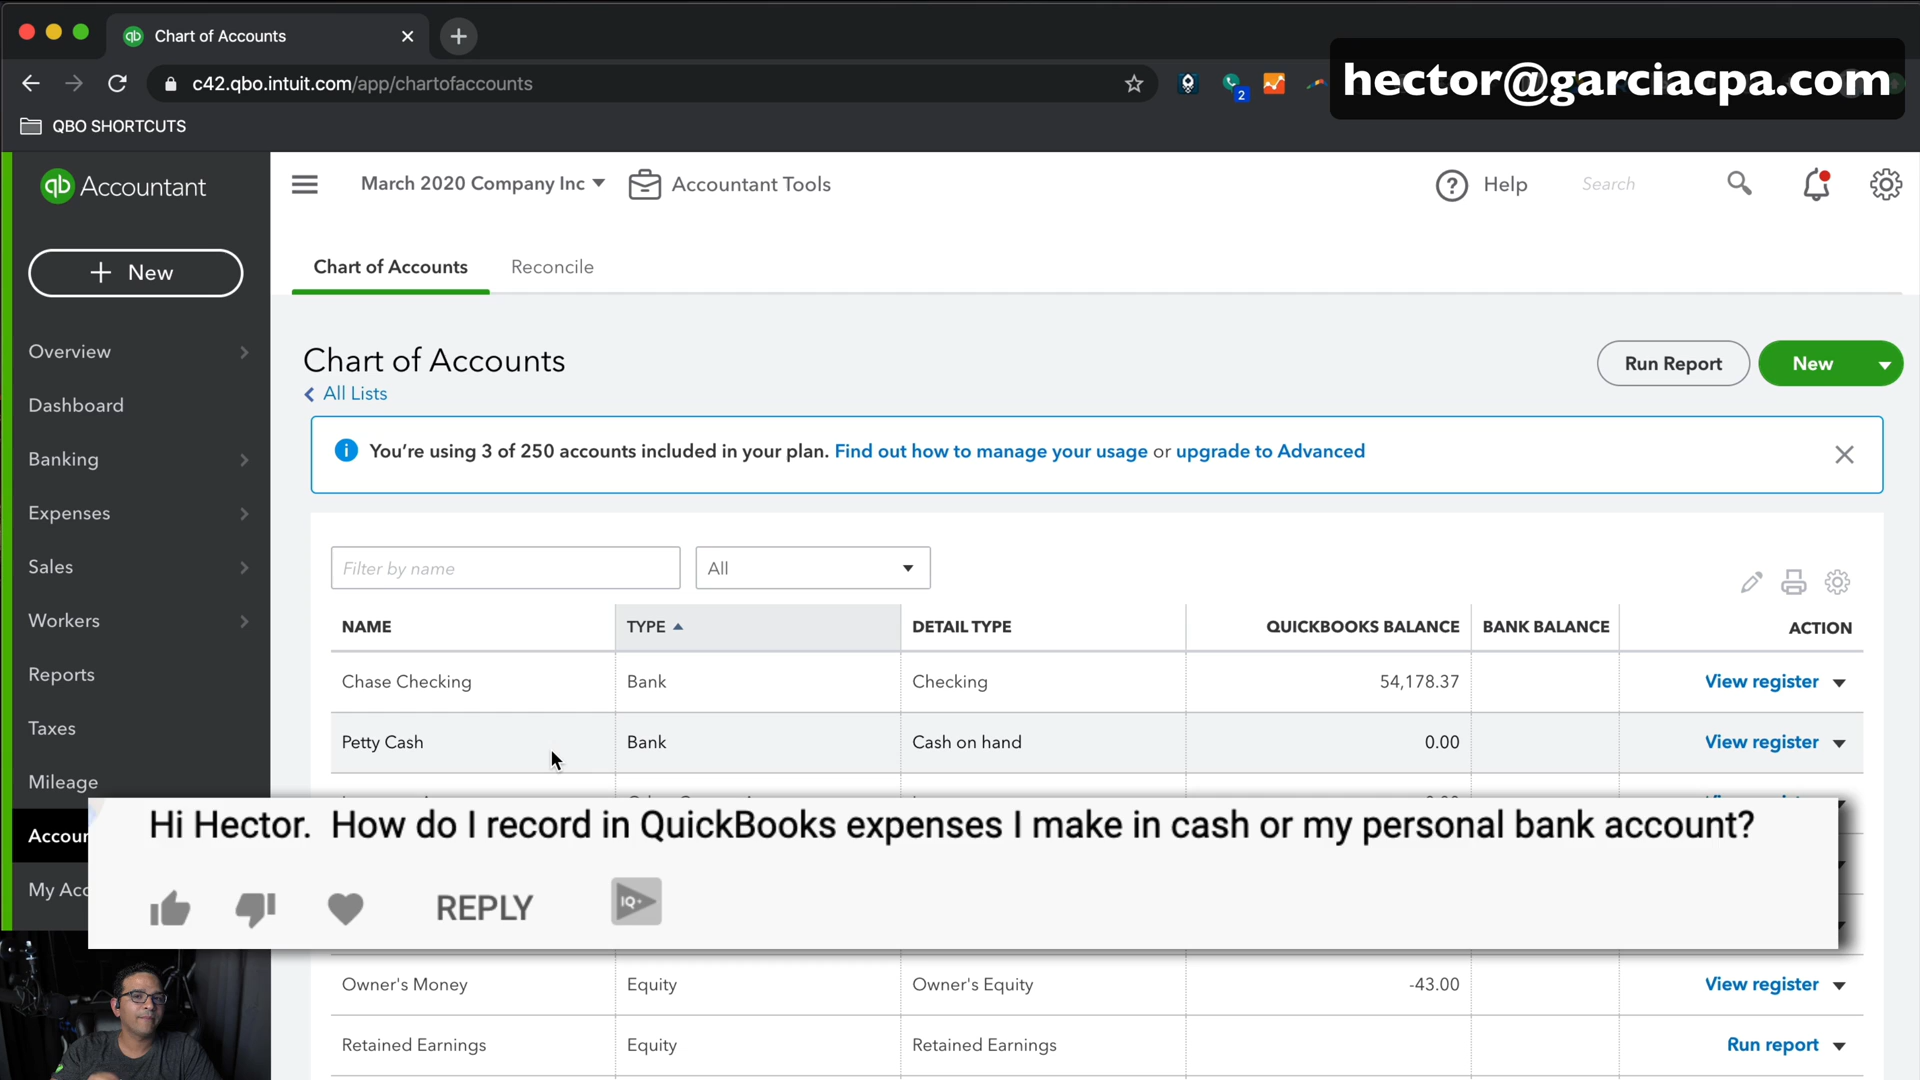 Chart of Accounts
c42.qbo.intuit.com/app/chartofaccounts
2
hector@garciacpa.com
QBO SHORTCUTS
qb Accountant
March 2020 Company Inc
Accountant Tools
Help
Search
+ New
Chart of Accounts
Reconcile
Overview
Dashboard
Banking
Expenses
Sales
Workers
Reports
Taxes
Mileage
Accoun
My Acc
Chart of Accounts
All Lists
Run Report
New
You're using 3 of 250 accounts included in your plan. Find out how to manage your usage or upgrade to Advanced
Filter by name
All
NAME TYPE DETAIL TYPE QUICKBOOKS BALANCE BANK BALANCE ACTION
Chase Checking Bank Checking 54,178.37 View register
Petty Cash Bank Cash on hand 0.00 View register
Hi Hector. How do I record in QuickBooks expenses I make in cash or my personal bank account?
REPLY
IQ+
Owner's Money Equity Owner's Equity -43.00 View register
Retained Earnings Equity Retained Earnings Run report